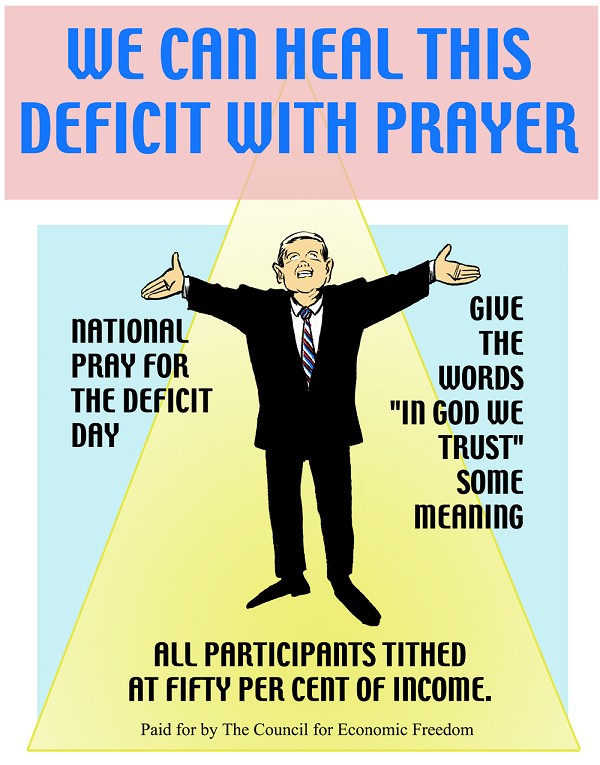 WE CAN HEAL THIS
DEFICIT WITH PRAYER
NATIONAL
PRAY FOR
THE DEFICIT
DAY
GIVE
THE
WORDS
"IN GOD WE
TRUST"
SOME
MEANING
ALL PARTICIPANTS TITHED
AT FIFTY PER CENT OF INCOME.
Paid for by The Council for Economic Freedom